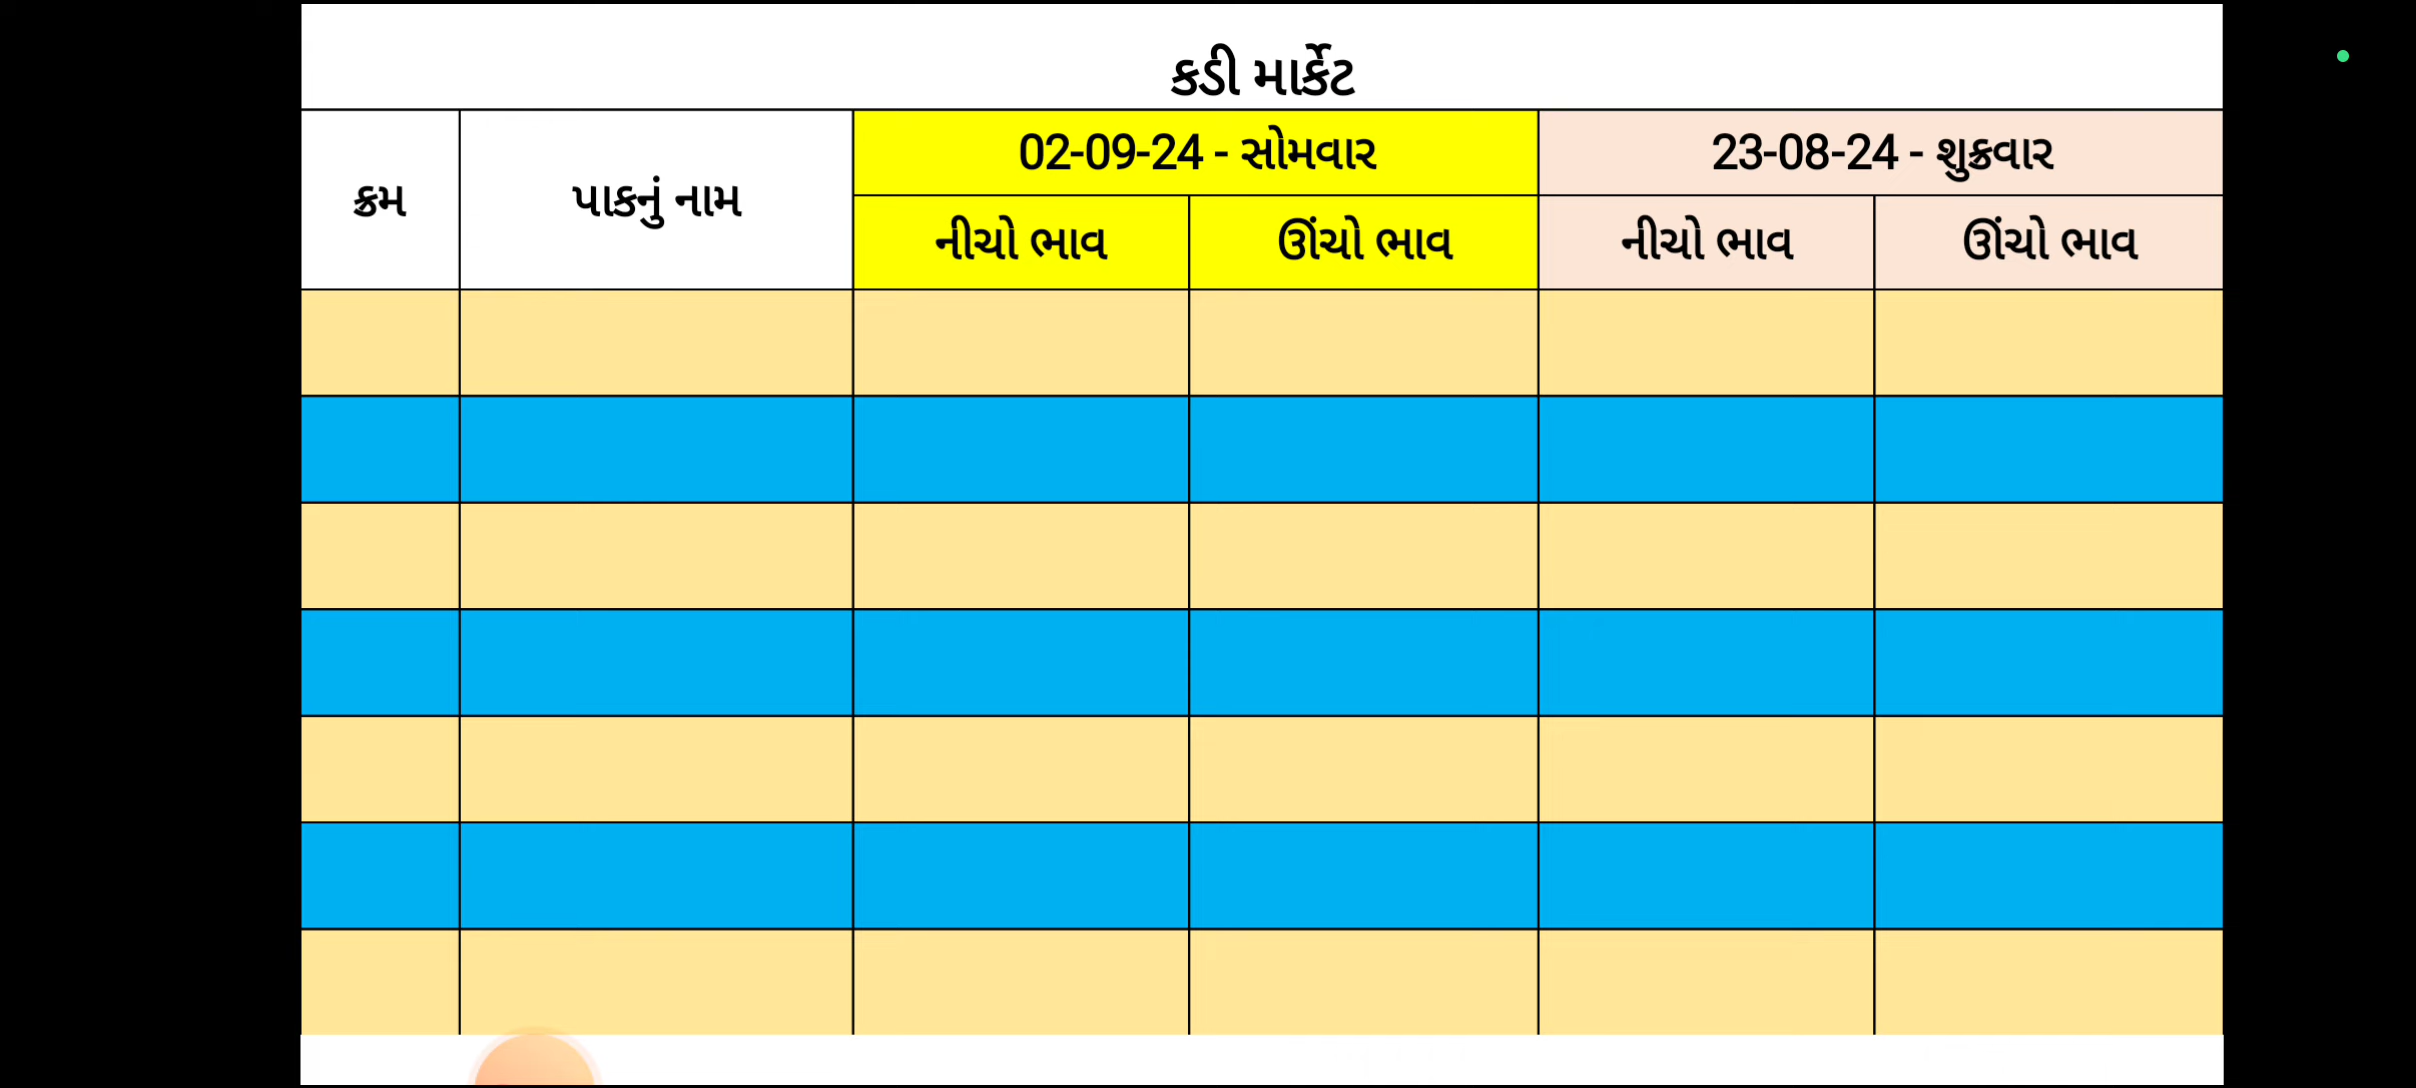 કડી માર્કેટ
ક્રમ પાકનું નામ 02-09-24 - સોમવાર 23-08-24 - શુક્રવાર
નીચો ભાવ ઊંચો ભાવ નીચો ભાવ ઊંચો ભાવ